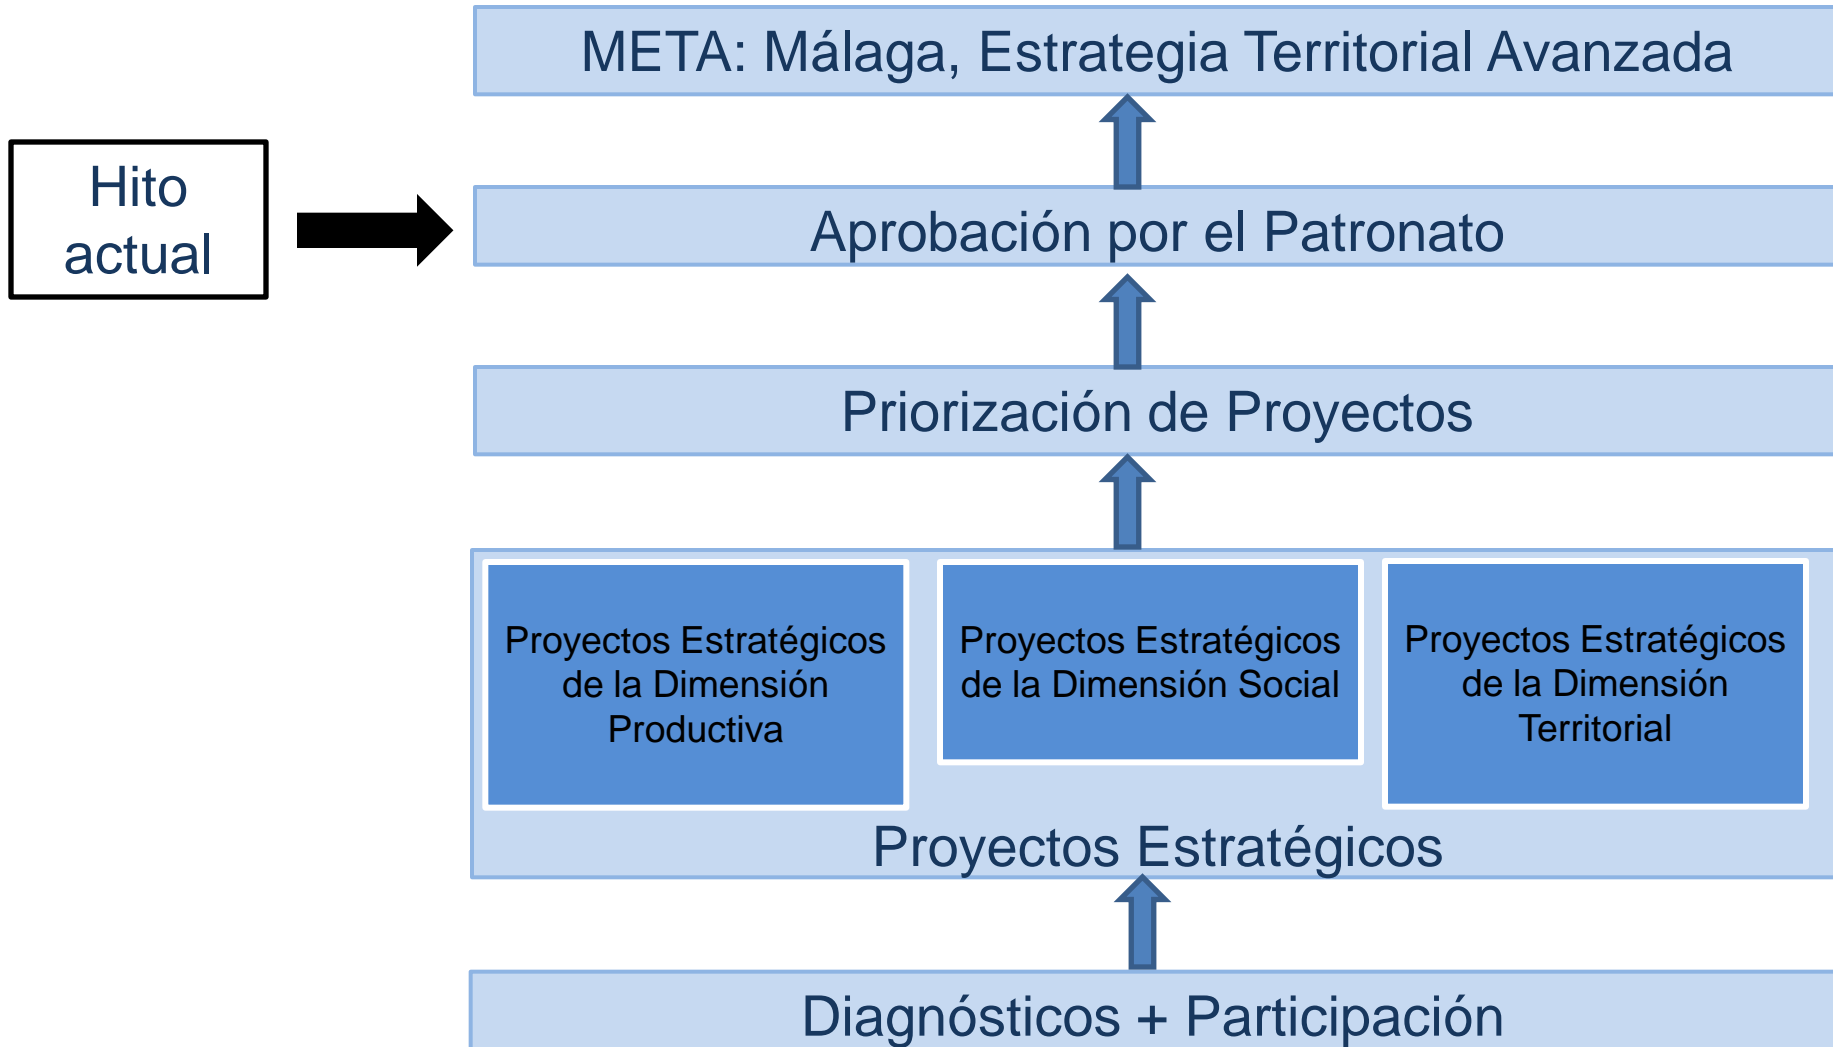 META: Málaga, Estrategia Territorial Avanzada
Hito
actual
Aprobación por el Patronato
Priorización de Proyectos
Proyectos Estratégicos
de la Dimensión
Productiva
Proyectos Estratégicos
de la Dimensión Social
Proyectos Estratégicos
de la Dimensión
Territorial
Proyectos Estratégicos
Diagnósticos + Participación